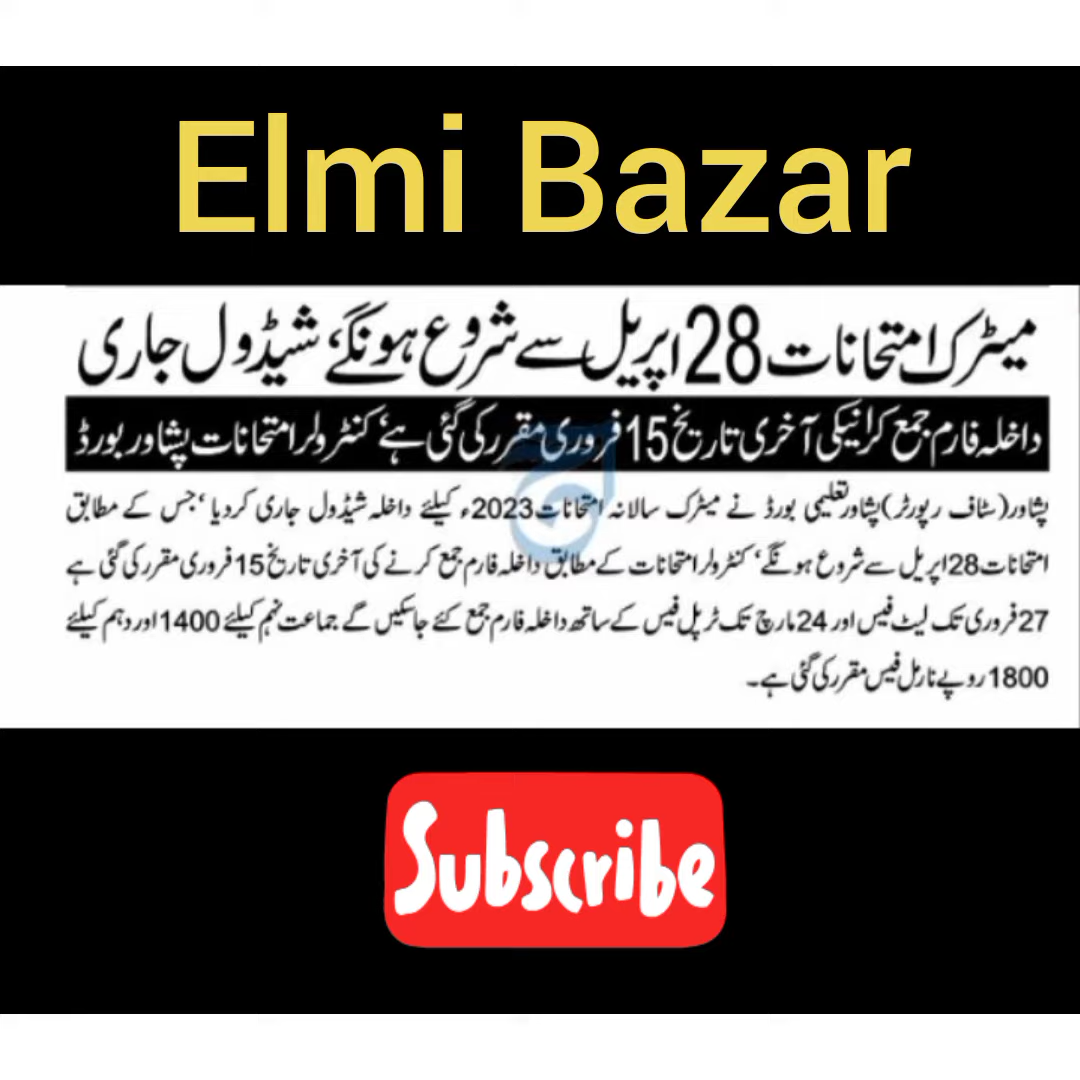 Elmi Bazar
میٹرک امتحانات 28 اپریل سے شروع ہونگے، شیڈول جاری
داخلہ فارم جمع کرانیکی آخری تاریخ 15 فروری مقرر کی گئی ہے، کنٹرولر امتحانات پشاور بورڈ
پشاور (سٹاف رپورٹر) پشاور تعلیمی بورڈ نے میٹرک سالانہ امتحانات 2023ء کیلئے داخلہ شیڈول جاری کردیا، جس کے مطابق
امتحانات 28 اپریل سے شروع ہونگے، کنٹرولر امتحانات کے مطابق داخلہ فارم جمع کرنے کی آخری تاریخ 15 فروری مقرر کی گئی ہے
27 فروری تک لیٹ فیس اور 24 مارچ تک ٹرپل فیس کے ساتھ داخلہ فارم جمع کئے جاسکیں گے جماعت نہم کیلئے 1400 اور دہم کیلئے
1800 روپے نارمل فیس مقرر کی گئی ہے۔
Subscribe